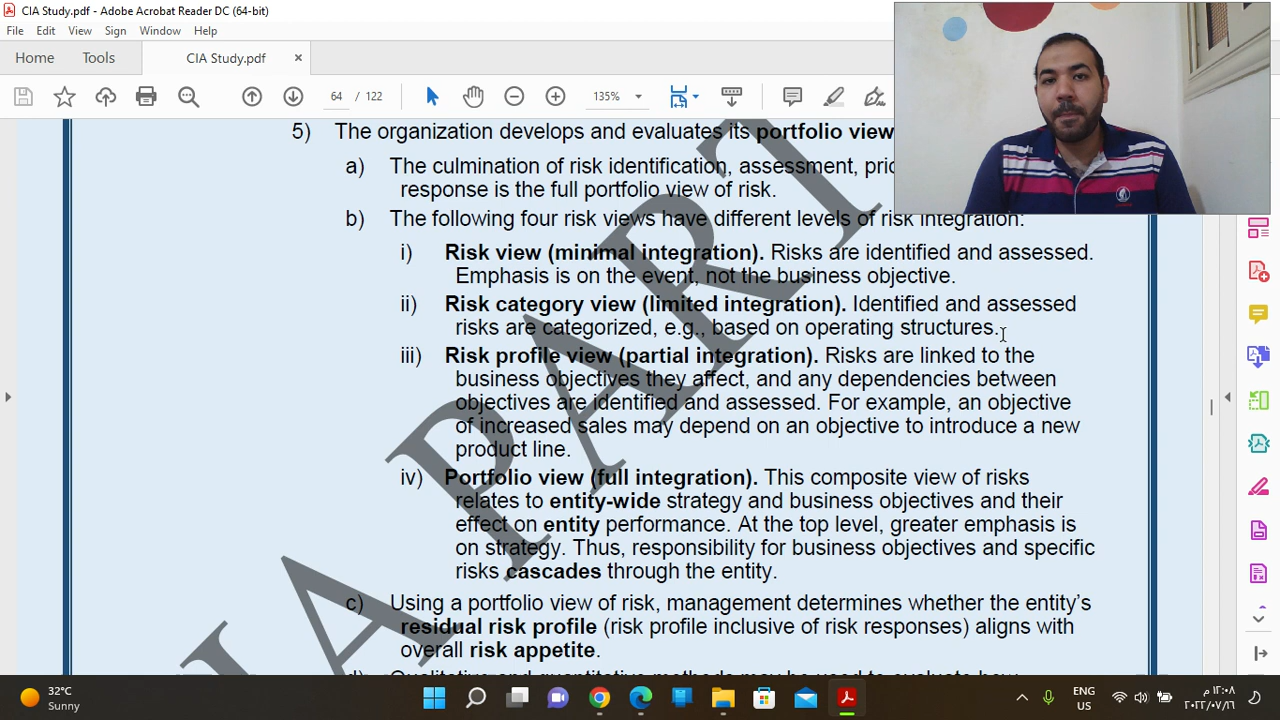 CIA Study.pdf - Adobe Acrobat Reader DC (64-bit)
File Edit View Sign Window Help
Home Tools CIA Study.pdf ×
64 / 122 135%
5) The organization develops and evaluates its portfolio view
a) The culmination of risk identification, assessment,
response is the full portfolio view of risk.
b) The following four risk views have different levels of risk integration:
i) Risk view (minimal integration). Risks are identified and assessed.
Emphasis is on the event, not the business objective.
ii) Risk category view (limited integration). Identified and assessed
risks are categorized, e.g., based on operating structures.
iii) Risk profile view (partial integration). Risks are linked to the
business objectives they affect, and any dependencies between
objectives are identified and assessed. For example, an objective
of increased sales may depend on an objective to introduce a new
product line.
iv) Portfolio view (full integration). This composite view of risks
relates to entity-wide strategy and business objectives and their
effect on entity performance. At the top level, greater emphasis is
on strategy. Thus, responsibility for business objectives and specific
risks cascades through the entity.
c) Using a portfolio view of risk, management determines whether the entity's
residual risk profile (risk profile inclusive of risk responses) aligns with
overall risk appetite.
CIA PART
32°C
Sunny
ENG
US
١٢:٠٨ م
٢٠٢٢/٠٧/١٦